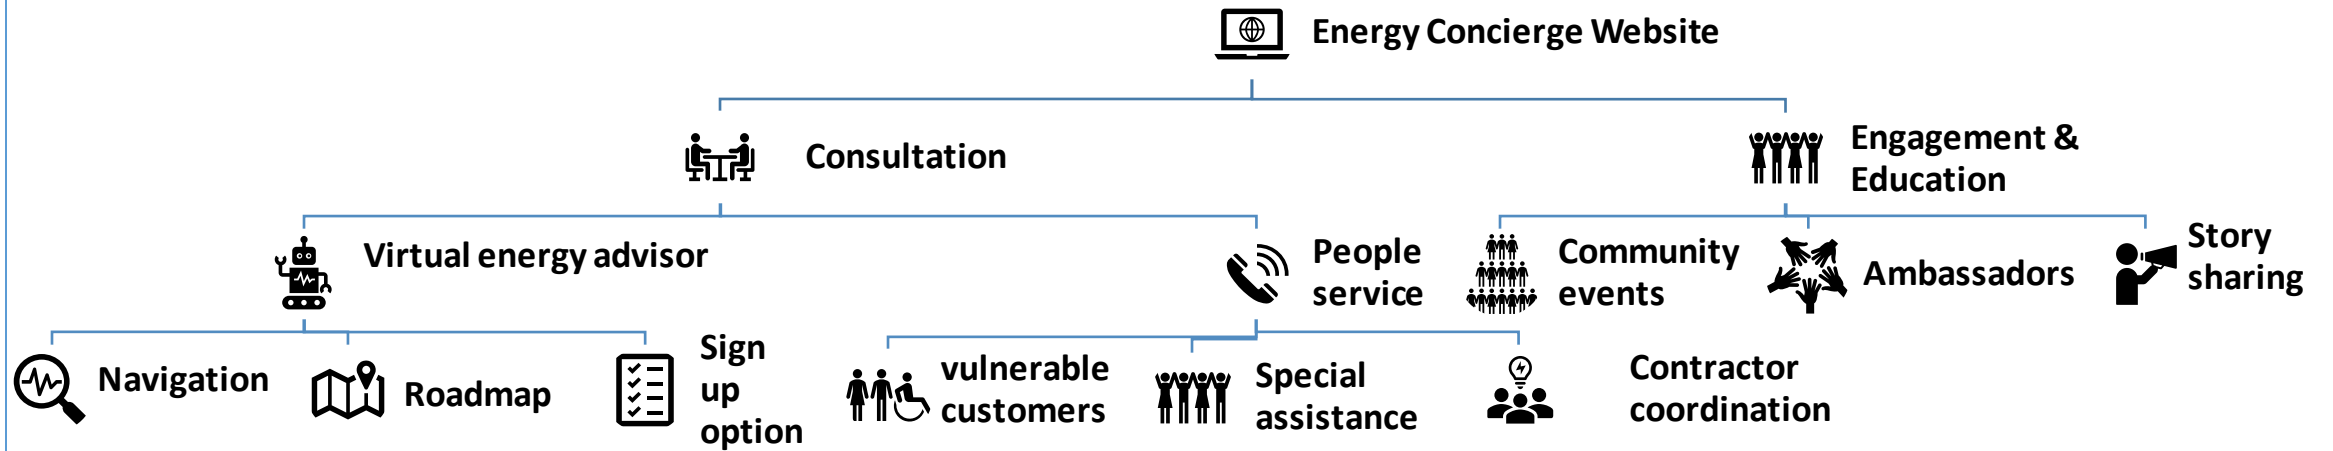 Energy Concierge Website
Consultation
Engagement &
Education
Virtual energy advisor
People
service
Community
events
Ambassadors
Story
sharing
Navigation
Roadmap
Sign
up
option
vulnerable
customers
Special
assistance
Contractor
coordination